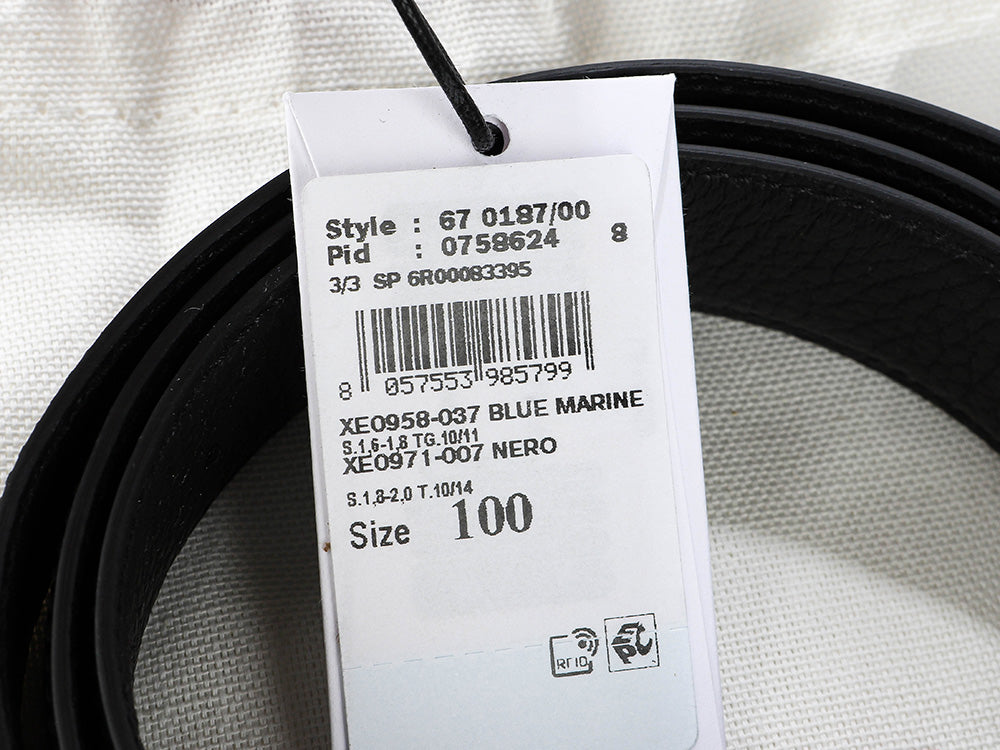 Style : 67 0187/00
Pid : 0758624 8
3/3 SP 6R00083395
8 057553 985799
XE0958-037 BLUE MARINE
S.1,6-1,8 TG.10/11
XE0971-007 NERO
S.1,8-2,0 T.10/14
Size 100
RFID
EPC